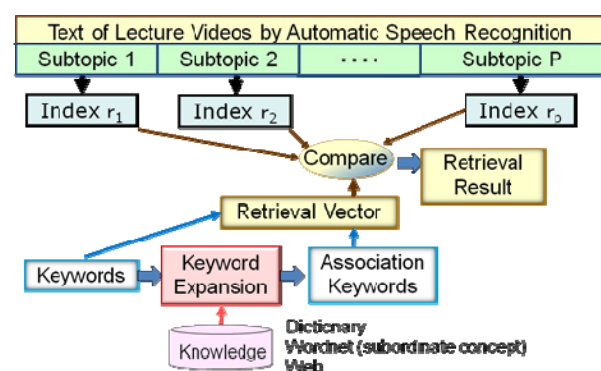 Text of Lecture Videos by Automatic Speech Recognition
Subtopic 1 Subtopic 2 .... Subtopic P
Index r1 Index r2 Index rp
Compare
Retrieval
Result
Retrieval Vector
Keywords
Keyword
Expansion
Association
Keywords
Knowledge
Dictionary
Wordnet (subordinate concept)
Web